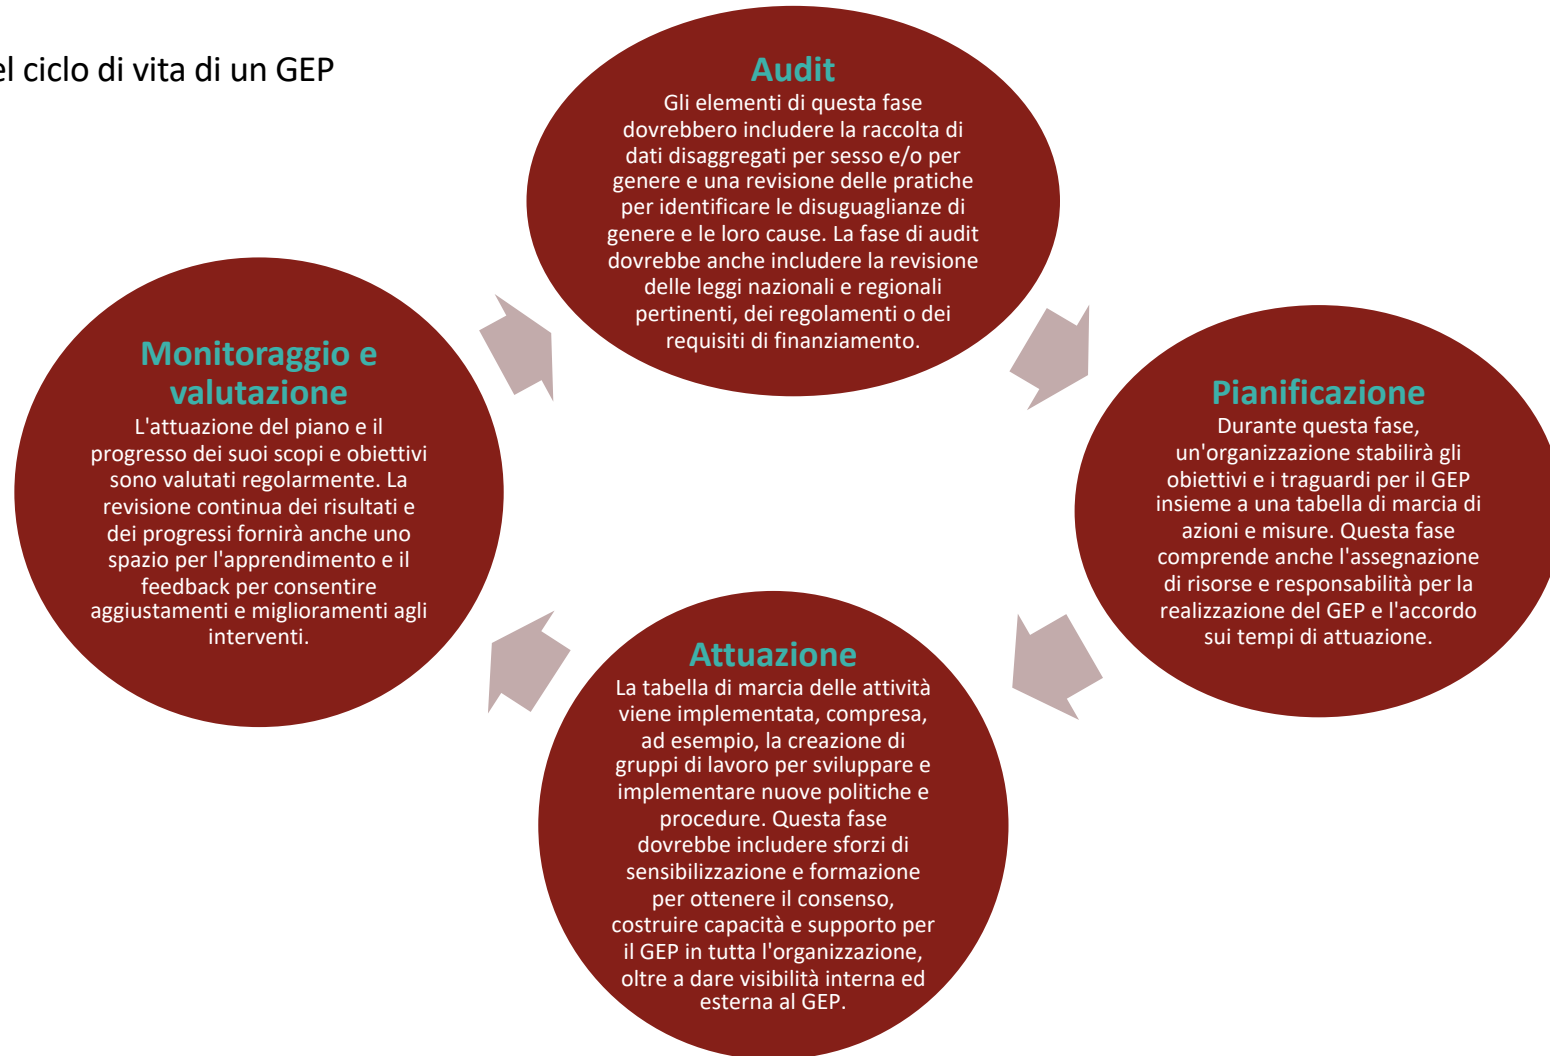 el ciclo di vita di un GEP
Audit
Gli elementi di questa fase
dovrebbero includere la raccolta di
dati disaggregati per sesso e/o per
genere e una revisione delle pratiche
per identificare le disuguaglianze di
genere e le loro cause. La fase di audit
dovrebbe anche includere la revisione
delle leggi nazionali e regionali
pertinenti, dei regolamenti o dei
requisiti di finanziamento.
Pianificazione
Durante questa fase,
un'organizzazione stabilirà gli
obiettivi e i traguardi per il GEP
insieme a una tabella di marcia di
azioni e misure. Questa fase
comprende anche l'assegnazione
di risorse e responsabilità per la
realizzazione del GEP e l'accordo
sui tempi di attuazione.
Attuazione
La tabella di marcia delle attività
viene implementata, compresa,
ad esempio, la creazione di
gruppi di lavoro per sviluppare e
implementare nuove politiche e
procedure. Questa fase
dovrebbe includere sforzi di
sensibilizzazione e formazione
per ottenere il consenso,
costruire capacità e supporto per
il GEP in tutta l'organizzazione,
oltre a dare visibilità interna ed
esterna al GEP.
Monitoraggio e
valutazione
L'attuazione del piano e il
progresso dei suoi scopi e obiettivi
sono valutati regolarmente. La
revisione continua dei risultati e
dei progressi fornirà anche uno
spazio per l'apprendimento e il
feedback per consentire
aggiustamenti e miglioramenti agli
interventi.